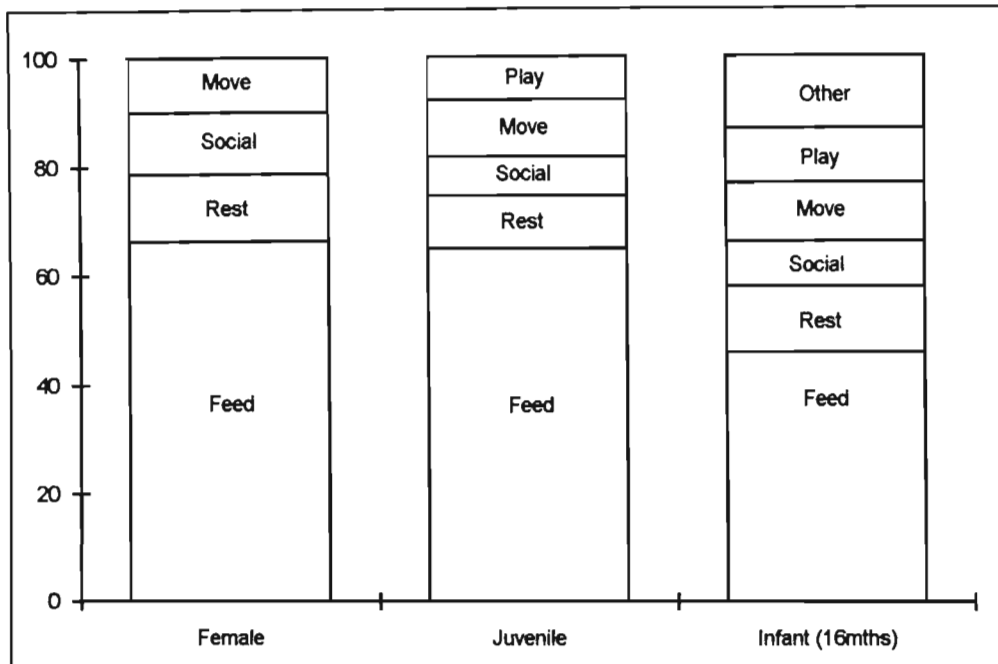 100
80
60
40
20
0
Move
Social
Rest
Feed
Play
Move
Social
Rest
Feed
Other
Play
Move
Social
Rest
Feed
Female
Juvenile
Infant (16mths)